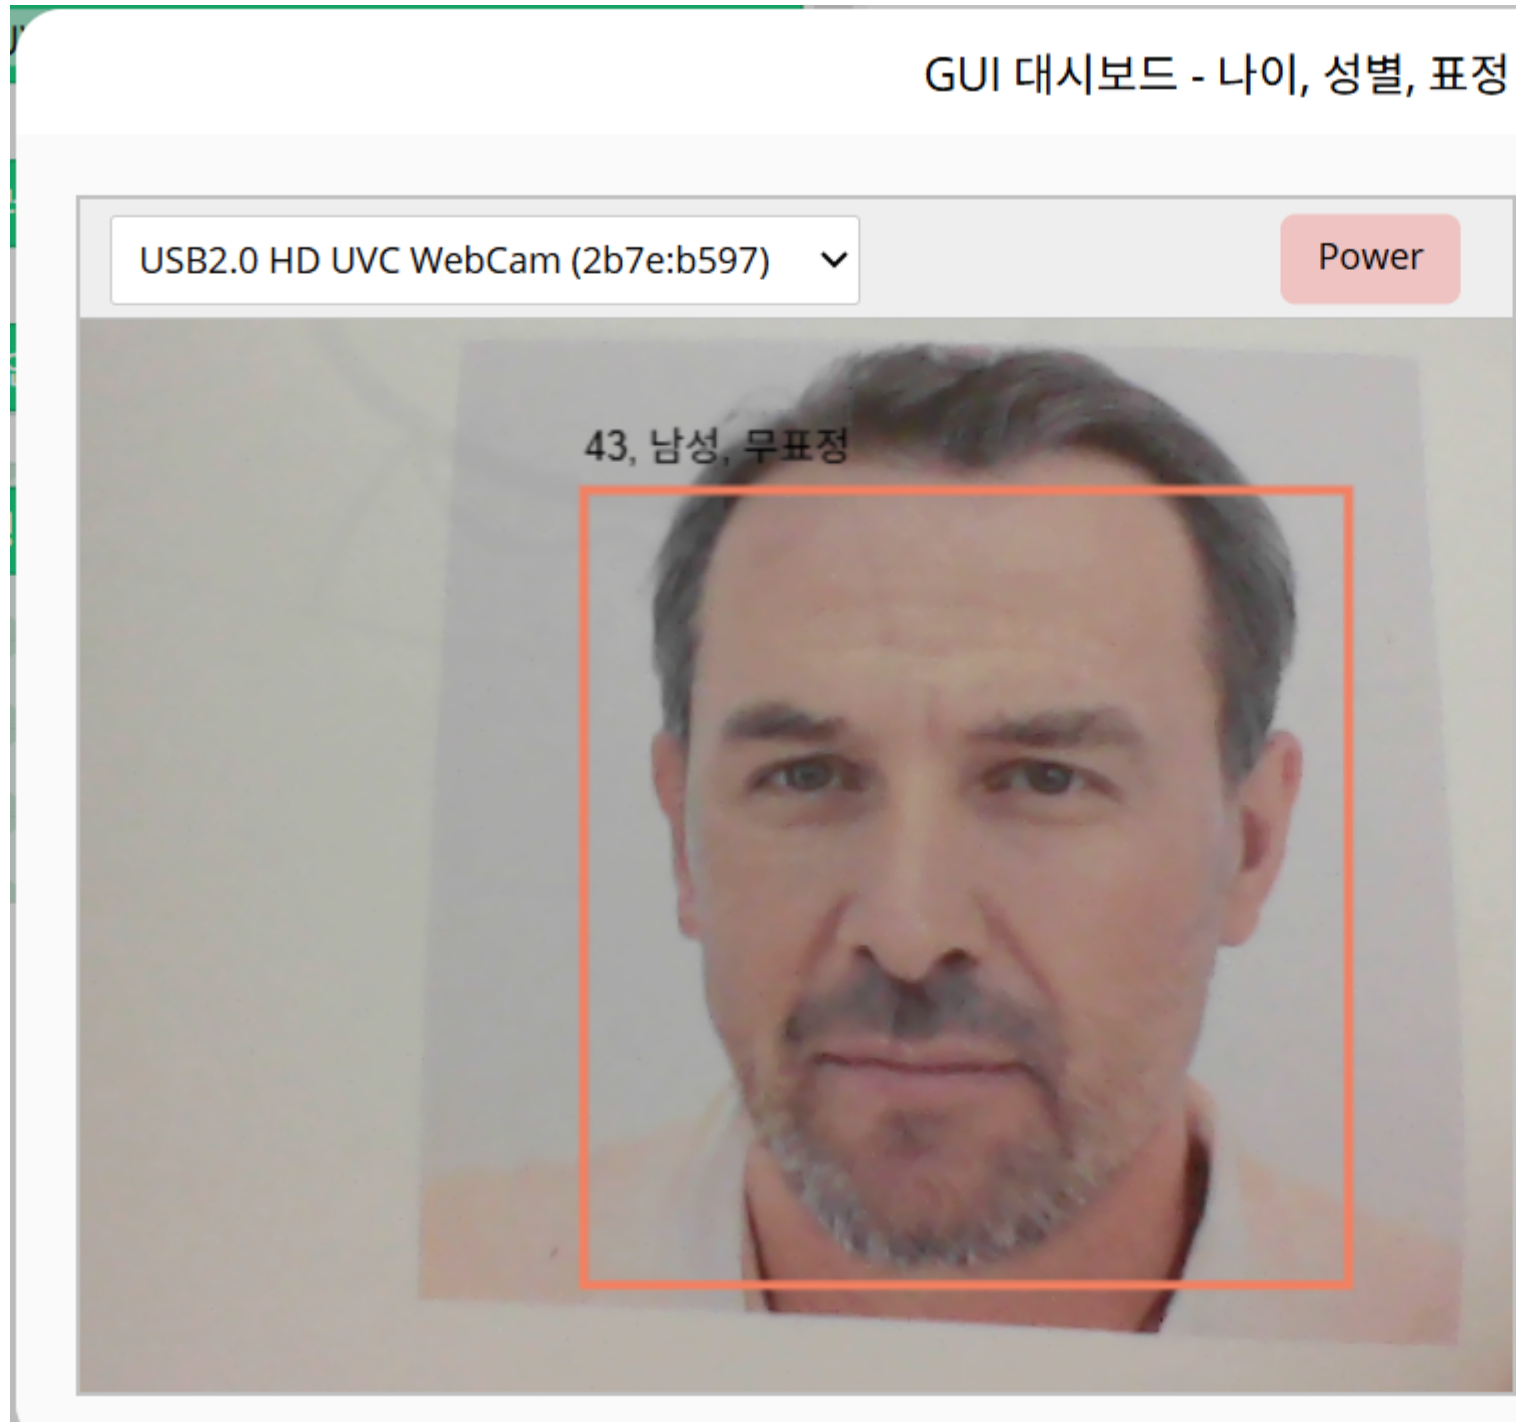 GUI 대시보드 - 나이, 성별, 표정
USB2.0 HD UVC WebCam (2b7e:b597)
Power
43, 남성, 무표정